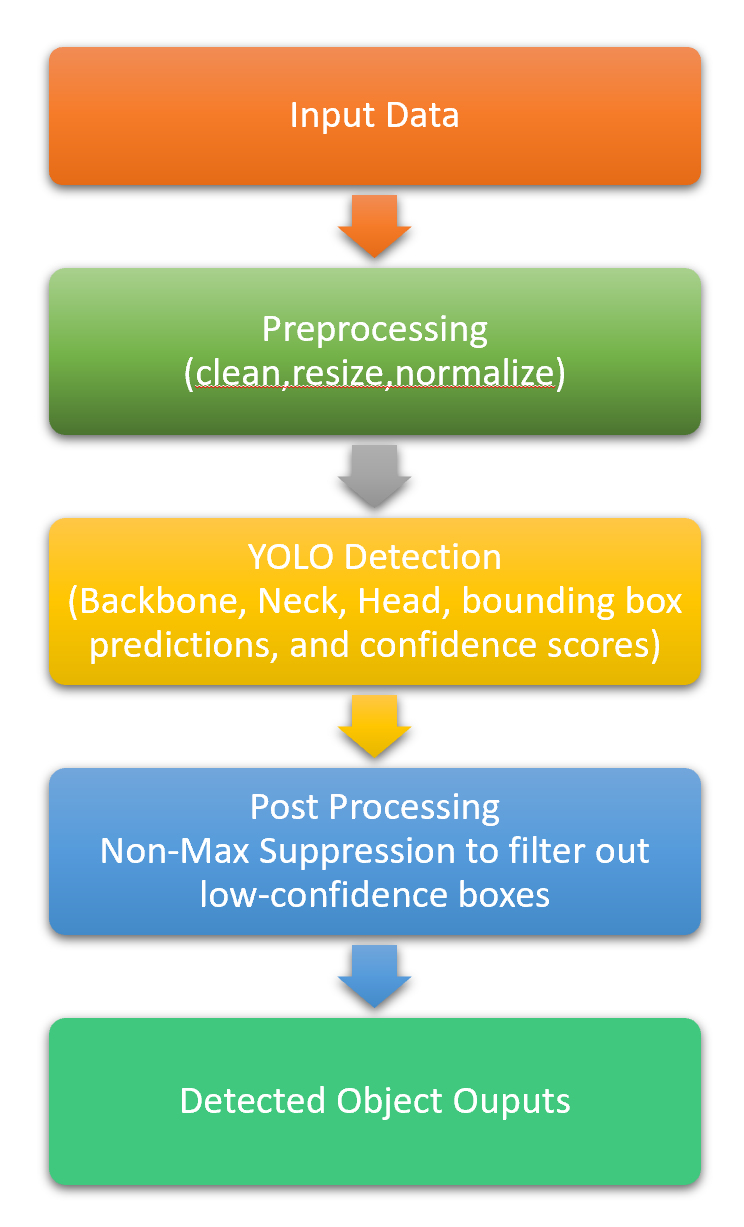 Input Data
Preprocessing
(clean,resize,normalize)
YOLO Detection
(Backbone, Neck, Head, bounding box
predictions, and confidence scores)
Post Processing
Non-Max Suppression to filter out
low-confidence boxes
Detected Object Ouputs